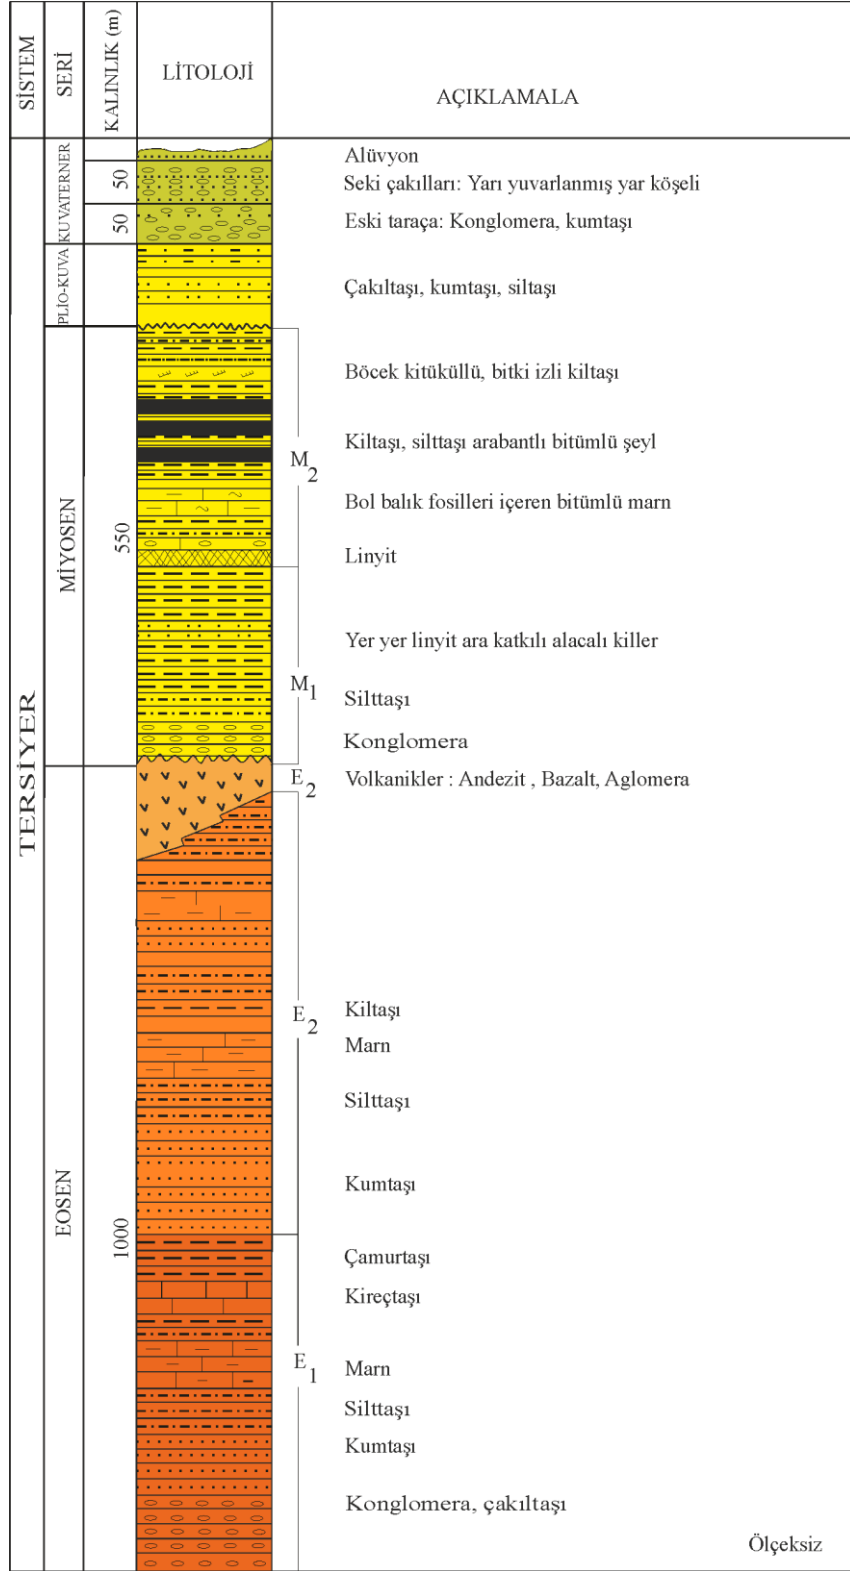 SİSTEM
SERİ
KALINLIK (m)
LİTOLOJİ
AÇIKLAMALA
TERSİYER
KUVATERNER
50
50
Alüvyon
Seki çakılları: Yarı yuvarlanmış yar köşeli
Eski taraça: Konglomera, kumtaşı
PLİO-KUVA
Çakıltaşı, kumtaşı, siltaşı
MİYOSEN
550
M2
Böcek kitüküllü, bitki izli kiltaşı
Kiltaşı, silttaşı arabantlı bitümlü şeyl
Bol balık fosilleri içeren bitümlü marn
Linyit
M1
Yer yer linyit ara katkılı alacalı killer
Silttaşı
Konglomera
EOSEN
1000
E2
Volkanikler : Andezit , Bazalt, Aglomera
E2
Kiltaşı
Marn
Silttaşı
Kumtaşı
E1
Çamurtaşı
Kireçtaşı
Marn
Silttaşı
Kumtaşı
Konglomera, çakıltaşı
Ölçeksiz